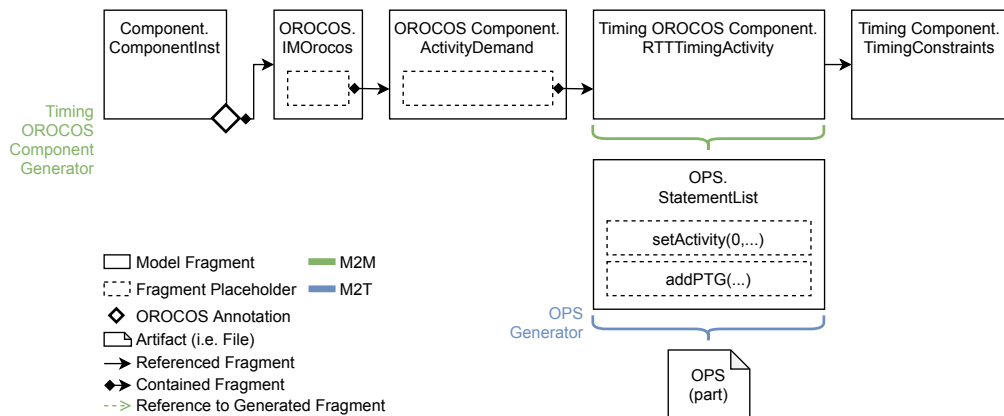 Component.
ComponentInst
OROCOS.
IMOrocos
OROCOS Component.
ActivityDemand
Timing OROCOS Component.
RTTTimingActivity
Timing Component.
TimingConstraints
Timing
OROCOS
Component
Generator
OPS.
StatementList
setActivity(0,...)
addPTG(...)
Model Fragment
M2M
Fragment Placeholder
M2T
OROCOS Annotation
Artifact (i.e. File)
Referenced Fragment
Contained Fragment
Reference to Generated Fragment
OPS
Generator
OPS
(part)